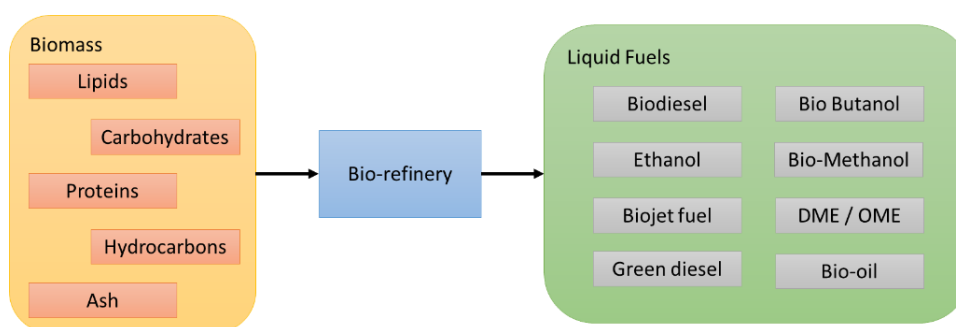 Biomass
Lipids
Carbohydrates
Proteins
Hydrocarbons
Ash
Bio-refinery
Liquid Fuels
Biodiesel
Bio Butanol
Ethanol
Bio-Methanol
Biojet fuel
DME / OME
Green diesel
Bio-oil